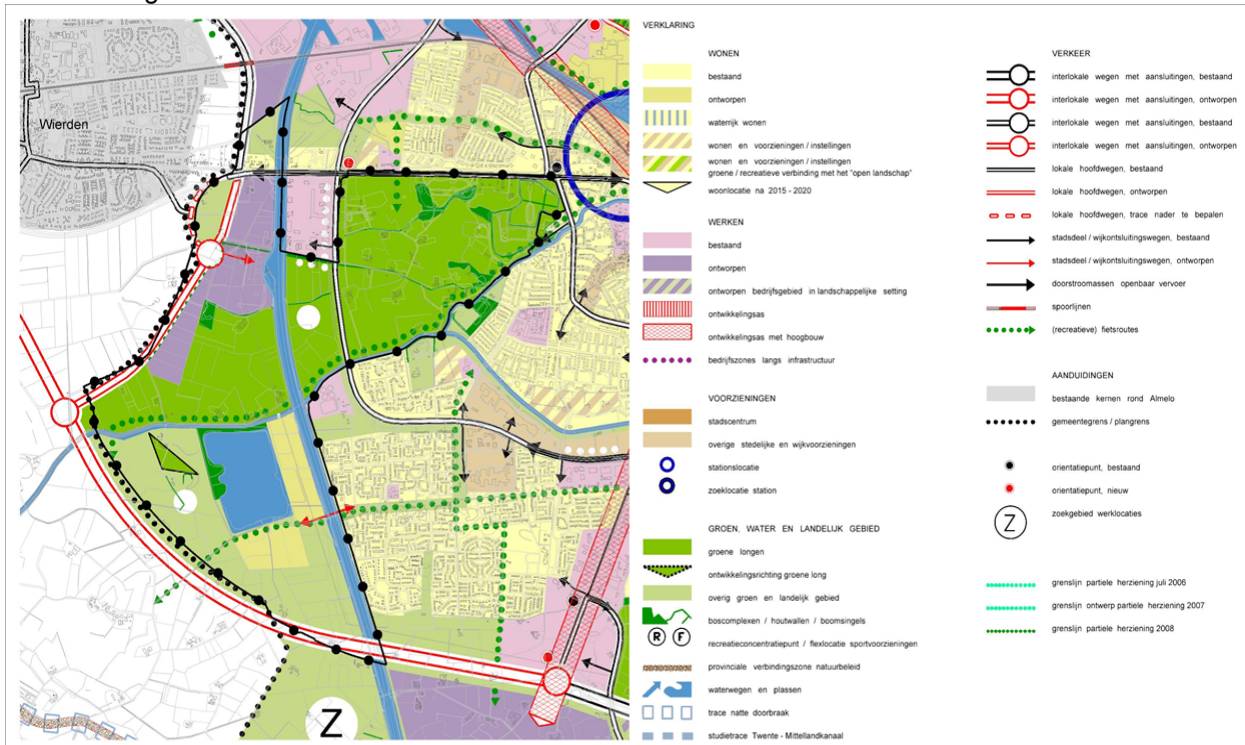 Wierden
Z
VERKLARING
WONEN
bestaand
ontworpen
waterrijk wonen
wonen en voorzieningen / instellingen
wonen en voorzieningen / instellingen
groene / recreatieve verbinding met het "open landschap"
woonlocatie na 2015 - 2020
WERKEN
bestaand
ontworpen
ontworpen bedrijfsgebied in landschappelijke setting
ontwikkelingsas
ontwikkelingsas met hoogbouw
bedrijfszones langs infrastructuur
VOORZIENINGEN
stadscentrum
overige stedelijke en wijkvoorzieningen
stationslocatie
zoeklocatie station
GROEN, WATER EN LANDELIJK GEBIED
groene longen
ontwikkelingsrichting groene long
overig groen en landelijk gebied
boscomplexen / houtwallen / boomsingels
R F recreatieconcentratiepunt / flexlocatie sportvoorzieningen
provinciale verbindingszone natuurbeleid
waterwegen en plassen
trace natte doorbraak
studietrace Twente - Mittellandkanaal
VERKEER
interlokale wegen met aansluitingen, bestaand
interlokale wegen met aansluitingen, ontworpen
interlokale wegen met aansluitingen, bestaand
interlokale wegen met aansluitingen, ontworpen
lokale hoofdwegen, bestaand
lokale hoofdwegen, ontworpen
lokale hoofdwegen, trace nader te bepalen
stadsdeel / wijkontsluitingswegen, bestaand
stadsdeel / wijkontsluitingswegen, ontworpen
doorstroomassen openbaar vervoer
spoorlijnen
(recreatieve) fietsroutes
AANDUIDINGEN
bestaande kernen rond Almelo
gemeentegrens / plangrens
orientatiepunt, bestaand
orientatiepunt, nieuw
Z zoekgebied werklocaties
grenslijn partiele herziening juli 2006
grenslijn ontwerp partiele herziening 2007
grenslijn partiele herziening 2008